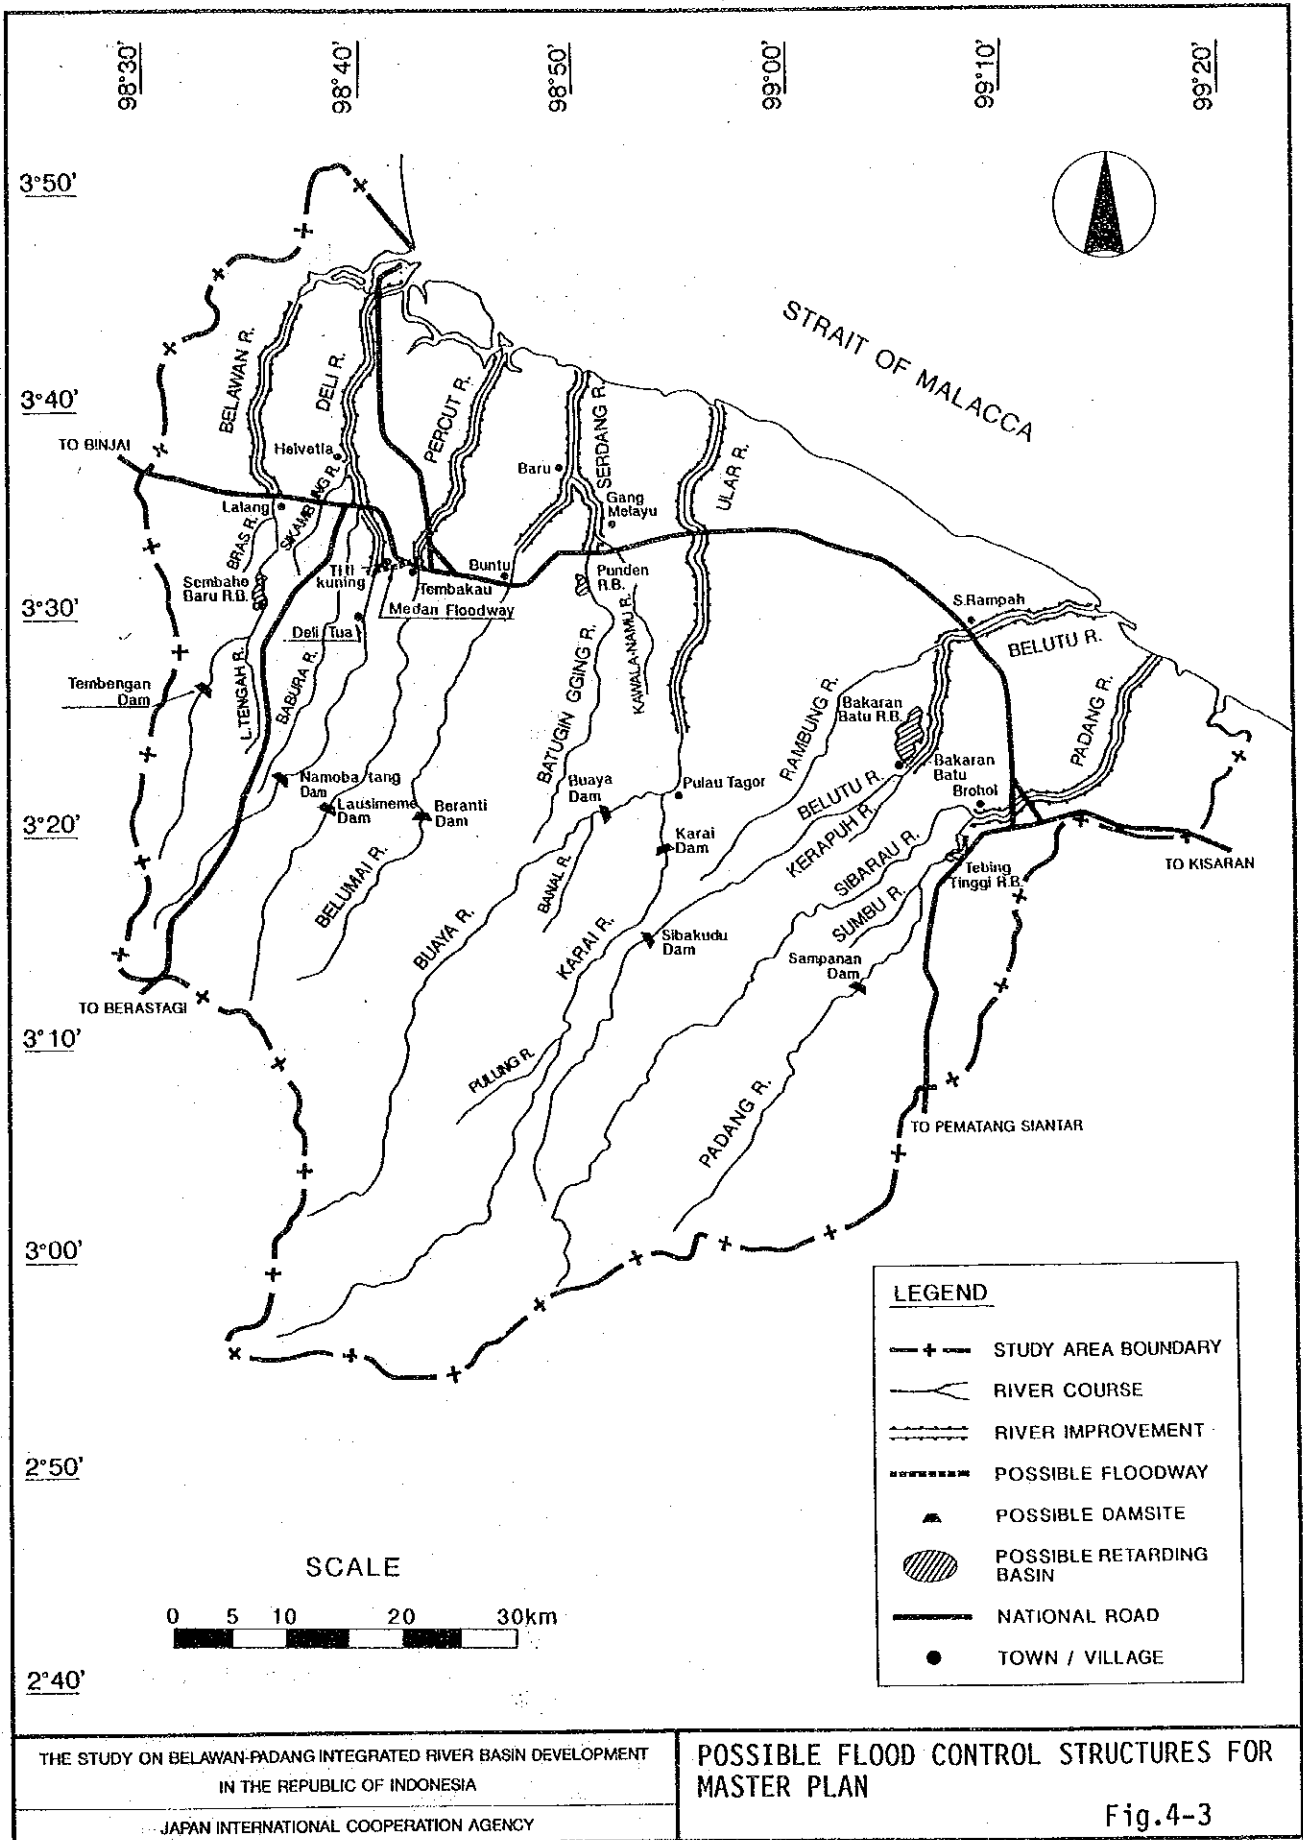 98°30'
98°40'
98°50'
99°00'
99°10'
99°20'
3°50'
3°40'
3°30'
3°20'
3°10'
3°00'
2°50'
2°40'
STRAIT OF MALACCA
BELAWAN R.
DELI R.
PERCUT R.
SERDANG R.
ULAR R.
TO BINJAI
Helvetia
Baru
Gang
Melayu
Lalang
BRAS R.
SIKAMBUNG R.
Titi
kuning
Sembahe
Baru R.B.
Buntu
Tembakau
Medan Floodway
Punden
R.B.
Deli Tua
S.Rampah
BELUTU R.
Tembengan
Dam
L.TENGAH R.
BABURA R.
BATUGIN GGING R.
KAWALA-NAMU R.
RAMBUNG R.
Bakaran
Batu R.B.
PADANG R.
Namoba tang
Dam
Lausimeme
Dam
Beranti
Dam
Buaya
Dam
Pulau Tagor
BELUTU R.
Bakaran
Batu
Brohol
Karai
Dam
KERAPUH R.
SIBARAU R.
TO KISARAN
Tebing
Tinggi R.B.
BELUMAI R.
BANAL R.
BUAYA R.
KARAI R.
SUMBU R.
Sibakudu
Dam
Sampanan
Dam
TO BERASTAGI
PULUNG R.
PADANG R.
TO PEMATANG SIANTAR
LEGEND
STUDY AREA BOUNDARY
RIVER COURSE
RIVER IMPROVEMENT
POSSIBLE FLOODWAY
POSSIBLE DAMSITE
POSSIBLE RETARDING
BASIN
NATIONAL ROAD
TOWN / VILLAGE
SCALE
0 5 10 20 30km
THE STUDY ON BELAWAN-PADANG INTEGRATED RIVER BASIN DEVELOPMENT
IN THE REPUBLIC OF INDONESIA
JAPAN INTERNATIONAL COOPERATION AGENCY
POSSIBLE FLOOD CONTROL STRUCTURES FOR
MASTER PLAN
Fig.4-3